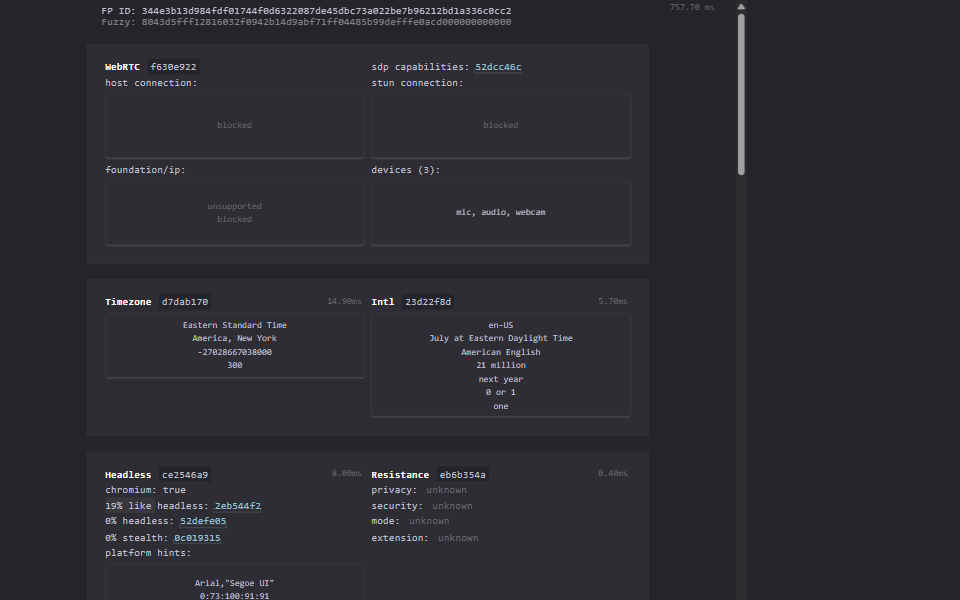 FP ID: 344e3b13d984fdf01744f0d6322087de45dbc73a022be7b96212bd1a336c0cc2
757.70 ms
Fuzzy: 8043d5fff12816032f0942b14d9abf71ff04485b99defffe0acd000000000000
WebRTC f630e922
host connection:
blocked
sdp capabilities: 52dcc46c
stun connection:
blocked
foundation/ip:
unsupported
blocked
devices (3):
mic, audio, webcam
Timezone d7dab170 14.90ms
Eastern Standard Time
America, New York
-27028667038000
300
Intl 23d22f8d 5.70ms
en-US
July at Eastern Daylight Time
American English
21 million
next year
0 or 1
one
Headless ce2546a9 8.00ms
chromium: true
19% like headless: 2eb544f2
0% headless: 52defe05
0% stealth: 0c019315
platform hints:
Arial,"Segoe UI"
0:73:100:91:91
Resistance eb6b354a 0.40ms
privacy: unknown
security: unknown
mode: unknown
extension: unknown